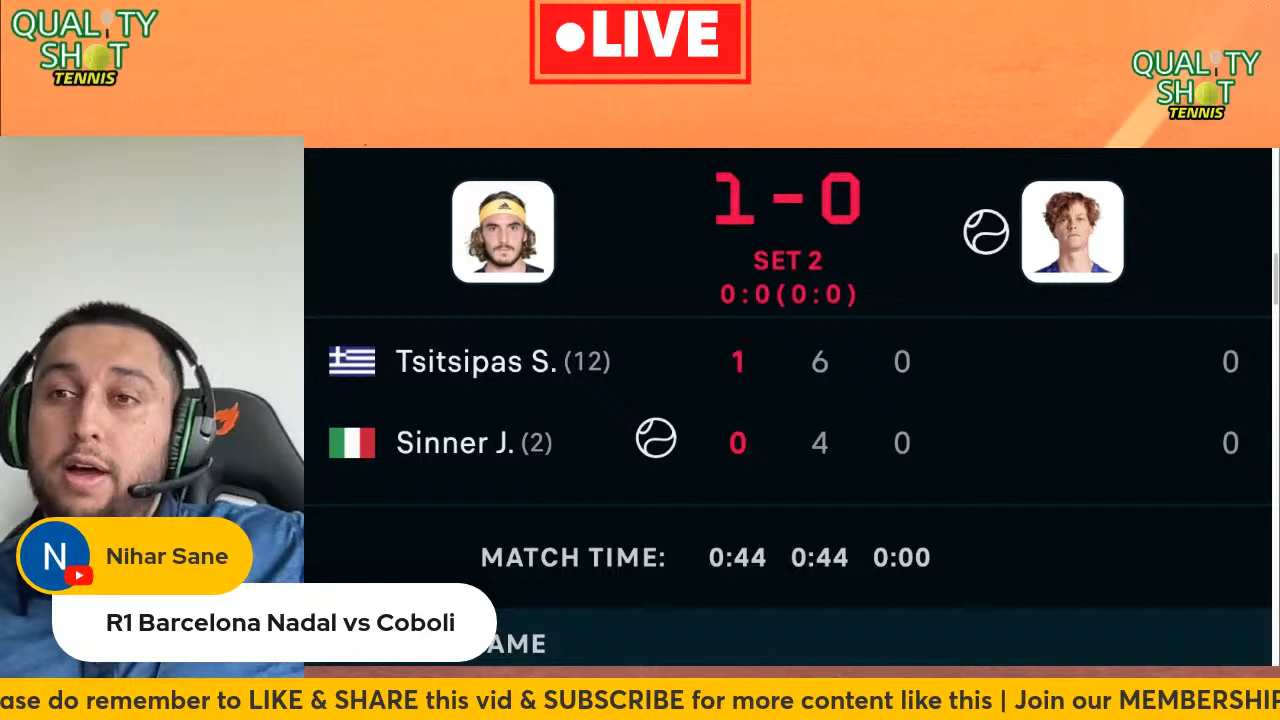 QUALITY
SHOT
TENNIS
LIVE
QUALITY
SHOT
TENNIS
1-0
SET 2
0:0(0:0)
Tsitsipas S. (12) 1 6 0 0
Sinner J. (2) 0 4 0 0
MATCH TIME: 0:44 0:44 0:00
N Nihar Sane
R1 Barcelona Nadal vs Coboli
AME
ase do remember to LIKE & SHARE this vid & SUBSCRIBE for more content like this | Join our MEMBERSHIP